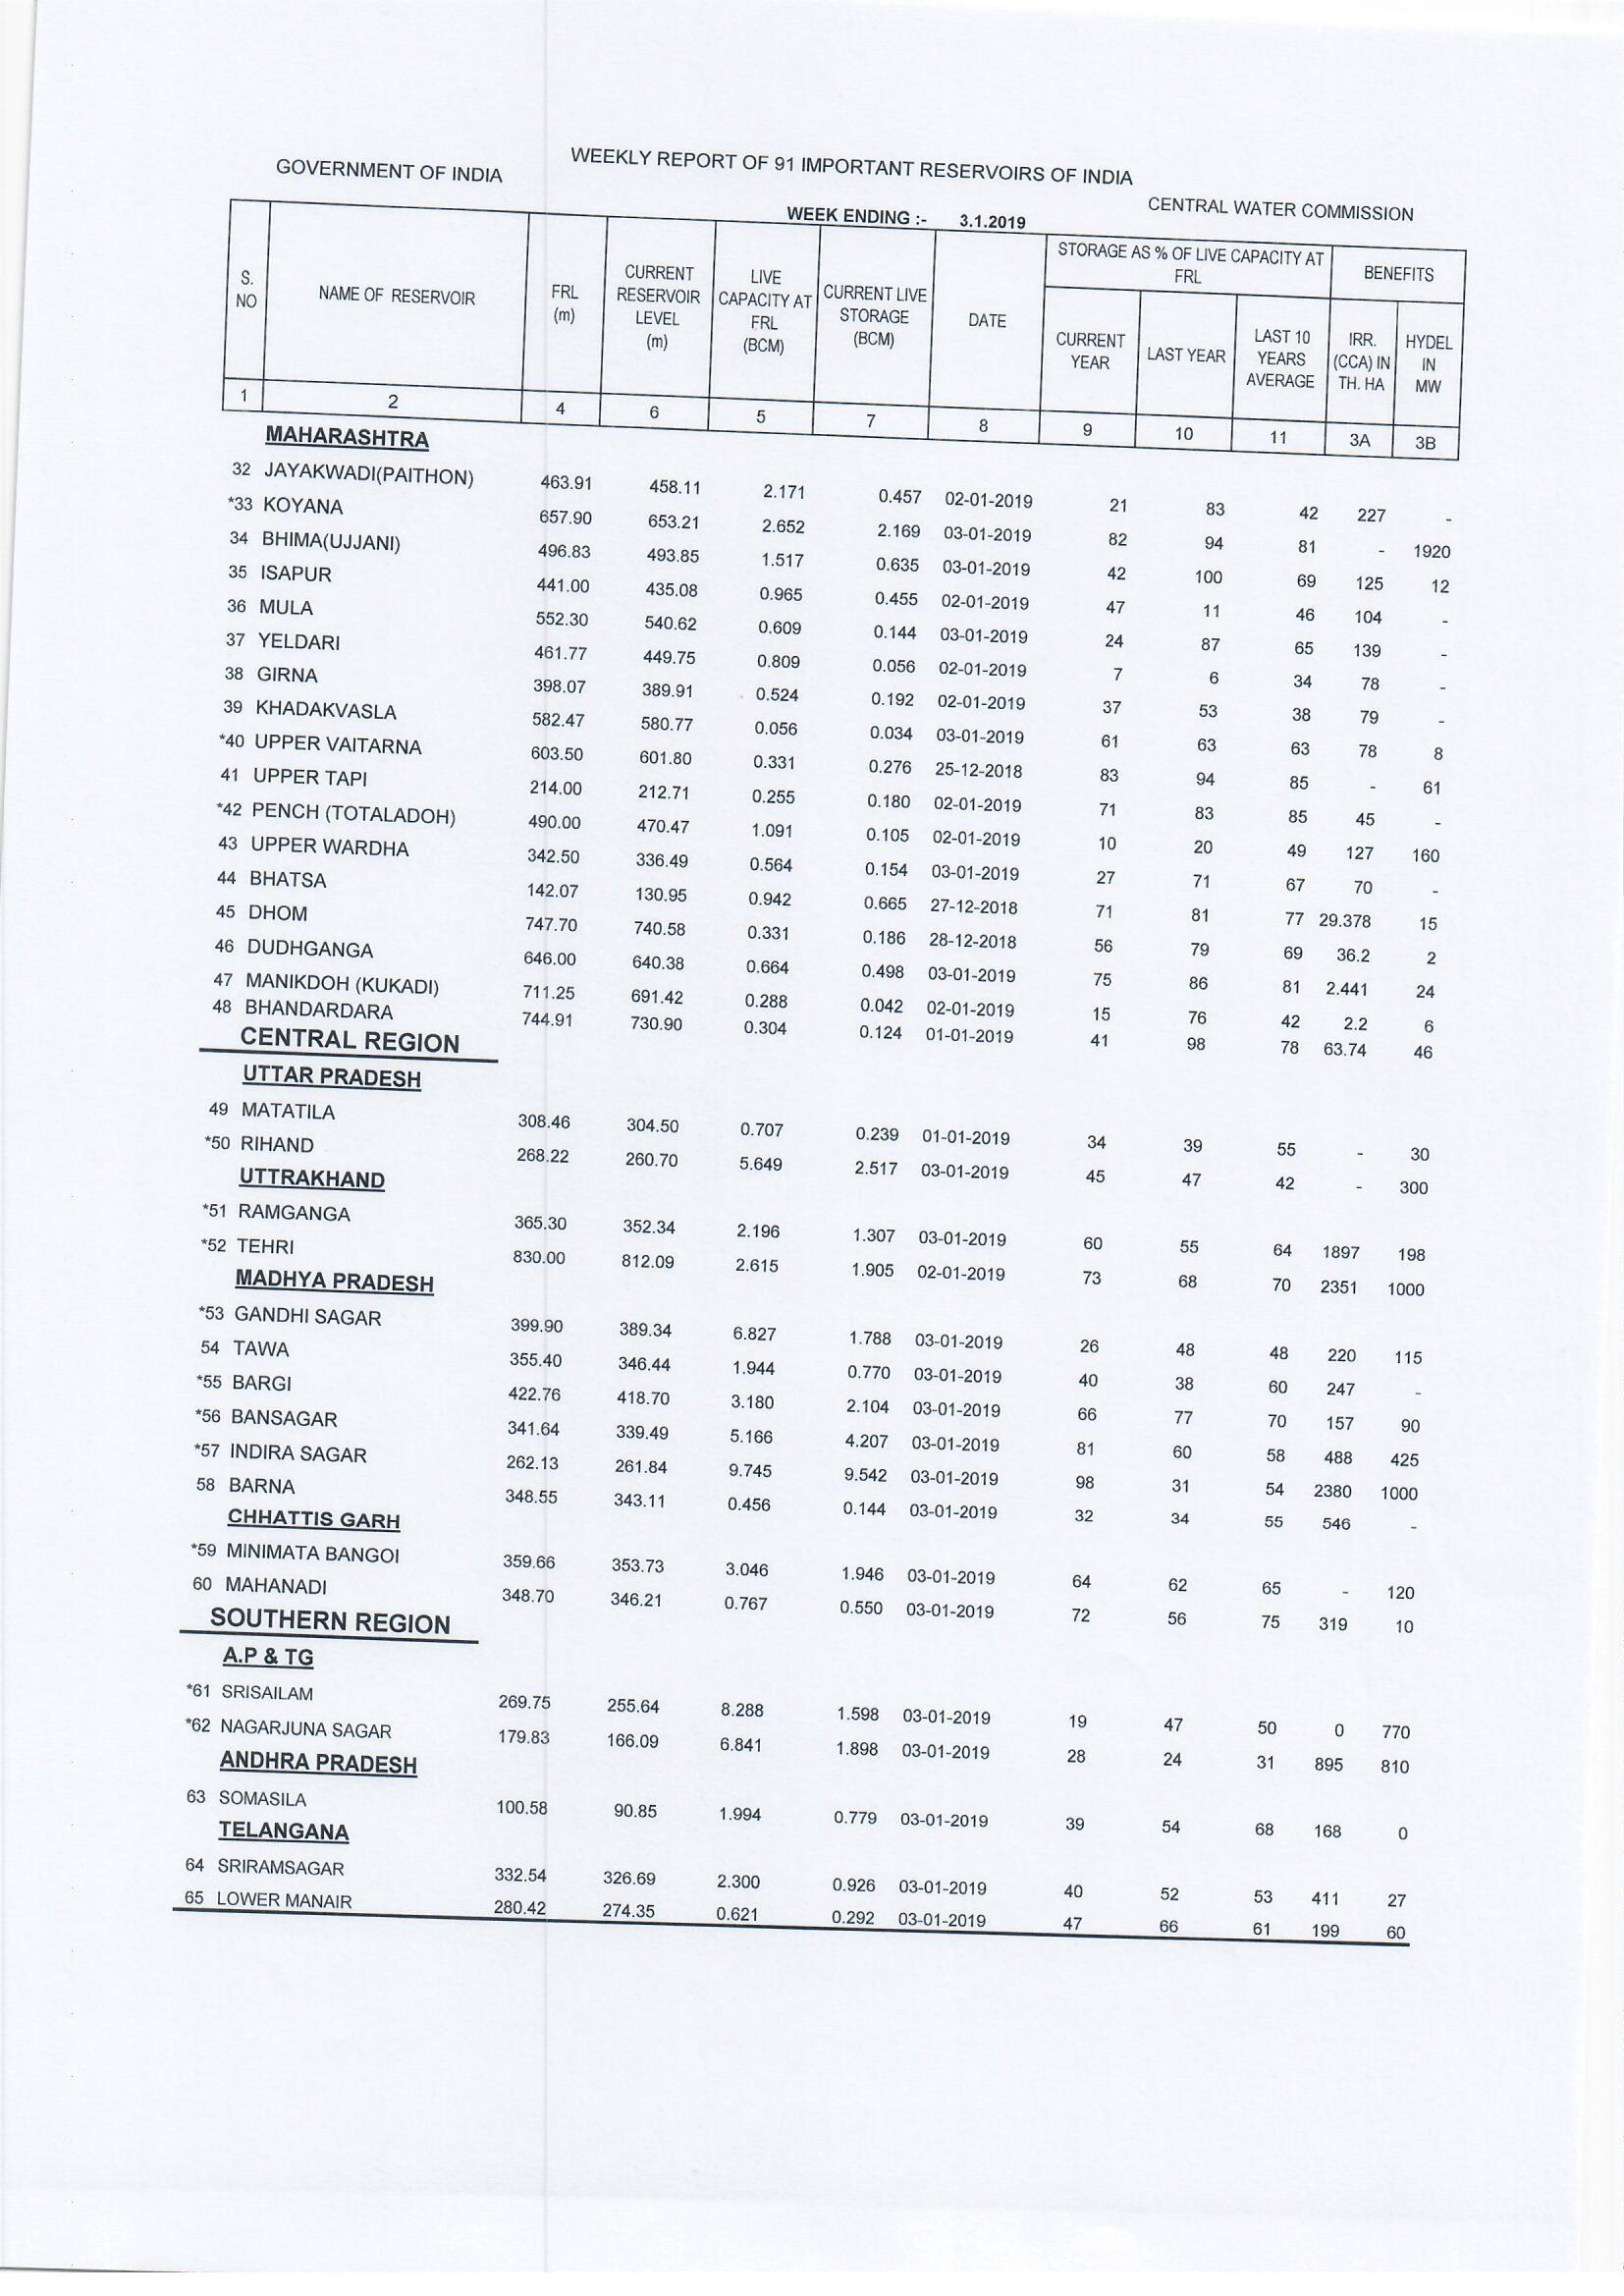 GOVERNMENT OF INDIA
WEEKLY REPORT OF 91 IMPORTANT RESERVOIRS OF INDIA
CENTRAL WATER COMMISSION
WEEK ENDING :- 3.1.2019
S. NO
NAME OF RESERVOIR
FRL (m)
CURRENT RESERVOIR LEVEL (m)
LIVE CAPACITY AT FRL (BCM)
CURRENT LIVE STORAGE (BCM)
DATE
STORAGE AS % OF LIVE CAPACITY AT FRL
BENEFITS
CURRENT YEAR
LAST YEAR
LAST 10 YEARS AVERAGE
IRR. (CCA) IN TH. HA
HYDEL IN MW
1 2 4 6 5 7 8 9 10 11 3A 3B
MAHARASHTRA
32 JAYAKWADI(PAITHON) 463.91 458.11 2.171 0.457 02-01-2019 21 83 42 227 -
*33 KOYANA 657.90 653.21 2.652 2.169 03-01-2019 82 94 81 - 1920
34 BHIMA(UJJANI) 496.83 493.85 1.517 0.635 03-01-2019 42 100 69 125 12
35 ISAPUR 441.00 435.08 0.965 0.455 02-01-2019 47 11 46 104 -
36 MULA 552.30 540.62 0.609 0.144 03-01-2019 24 87 65 139 -
37 YELDARI 461.77 449.75 0.809 0.056 02-01-2019 7 6 34 78 -
38 GIRNA 398.07 389.91 0.524 0.192 02-01-2019 37 53 38 79 -
39 KHADAKVASLA 582.47 580.77 0.056 0.034 03-01-2019 61 63 63 78 8
*40 UPPER VAITARNA 603.50 601.80 0.331 0.276 25-12-2018 83 94 85 - 61
41 UPPER TAPI 214.00 212.71 0.255 0.180 02-01-2019 71 83 85 45 -
*42 PENCH (TOTALADOH) 490.00 470.47 1.091 0.105 02-01-2019 10 20 49 127 160
43 UPPER WARDHA 342.50 336.49 0.564 0.154 03-01-2019 27 71 67 70 -
44 BHATSA 142.07 130.95 0.942 0.665 27-12-2018 71 81 77 29.378 15
45 DHOM 747.70 740.58 0.331 0.186 28-12-2018 56 79 69 36.2 2
46 DUDHGANGA 646.00 640.38 0.664 0.498 03-01-2019 75 86 81 2.441 24
47 MANIKDOH (KUKADI) 711.25 691.42 0.288 0.042 02-01-2019 15 76 42 2.2 6
48 BHANDARDARA 744.91 730.90 0.304 0.124 01-01-2019 41 98 78 63.74 46
CENTRAL REGION
UTTAR PRADESH
49 MATATILA 308.46 304.50 0.707 0.239 01-01-2019 34 39 55 - 30
*50 RIHAND 268.22 260.70 5.649 2.517 03-01-2019 45 47 42 - 300
UTTRAKHAND
*51 RAMGANGA 365.30 352.34 2.196 1.307 03-01-2019 60 55 64 1897 198
*52 TEHRI 830.00 812.09 2.615 1.905 02-01-2019 73 68 70 2351 1000
MADHYA PRADESH
*53 GANDHI SAGAR 399.90 389.34 6.827 1.788 03-01-2019 26 48 48 220 115
54 TAWA 355.40 346.44 1.944 0.770 03-01-2019 40 38 60 247 -
*55 BARGI 422.76 418.70 3.180 2.104 03-01-2019 66 77 70 157 90
*56 BANSAGAR 341.64 339.49 5.166 4.207 03-01-2019 81 60 58 488 425
*57 INDIRA SAGAR 262.13 261.84 9.745 9.542 03-01-2019 98 31 54 2380 1000
58 BARNA 348.55 343.11 0.456 0.144 03-01-2019 32 34 55 546 -
CHHATTIS GARH
*59 MINIMATA BANGOI 359.66 353.73 3.046 1.946 03-01-2019 64 62 65 - 120
60 MAHANADI 348.70 346.21 0.767 0.550 03-01-2019 72 56 75 319 10
SOUTHERN REGION
A.P & TG
*61 SRISAILAM 269.75 255.64 8.288 1.598 03-01-2019 19 47 50 0 770
*62 NAGARJUNA SAGAR 179.83 166.09 6.841 1.898 03-01-2019 28 24 31 895 810
ANDHRA PRADESH
63 SOMASILA 100.58 90.85 1.994 0.779 03-01-2019 39 54 68 168 0
TELANGANA
64 SRIRAMSAGAR 332.54 326.69 2.300 0.926 03-01-2019 40 52 53 411 27
65 LOWER MANAIR 280.42 274.35 0.621 0.292 03-01-2019 47 66 61 199 60